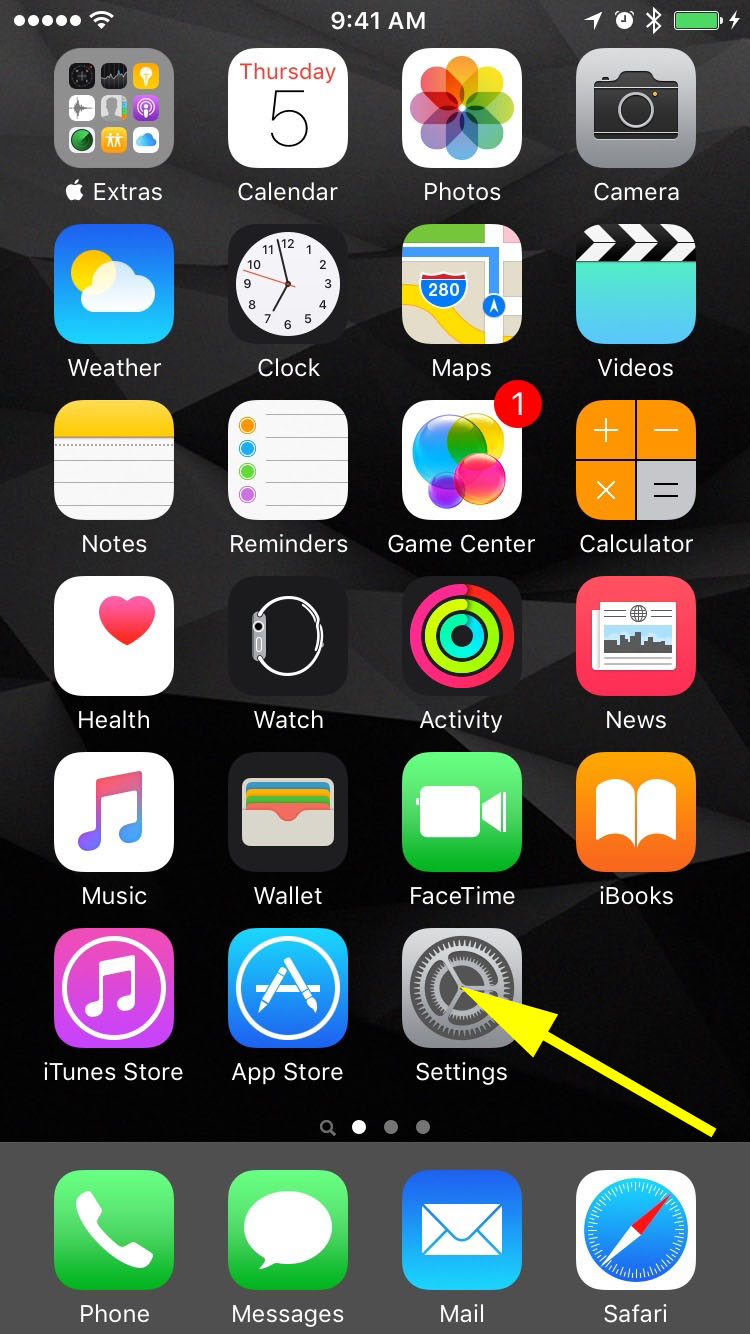 9:41 AM
Thursday
5
Extras Calendar Photos Camera
12
11 1
10 2
9 3
8 4
7 5
6
280
Weather Clock Maps Videos
1
Notes Reminders Game Center Calculator
Health Watch Activity News
Music Wallet FaceTime iBooks
iTunes Store App Store Settings
Phone Messages Mail Safari